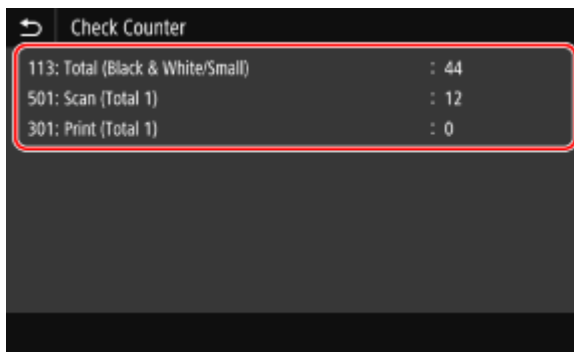 Check Counter
113: Total (Black & White/Small) : 44
501: Scan (Total 1) : 12
301: Print (Total 1) : 0